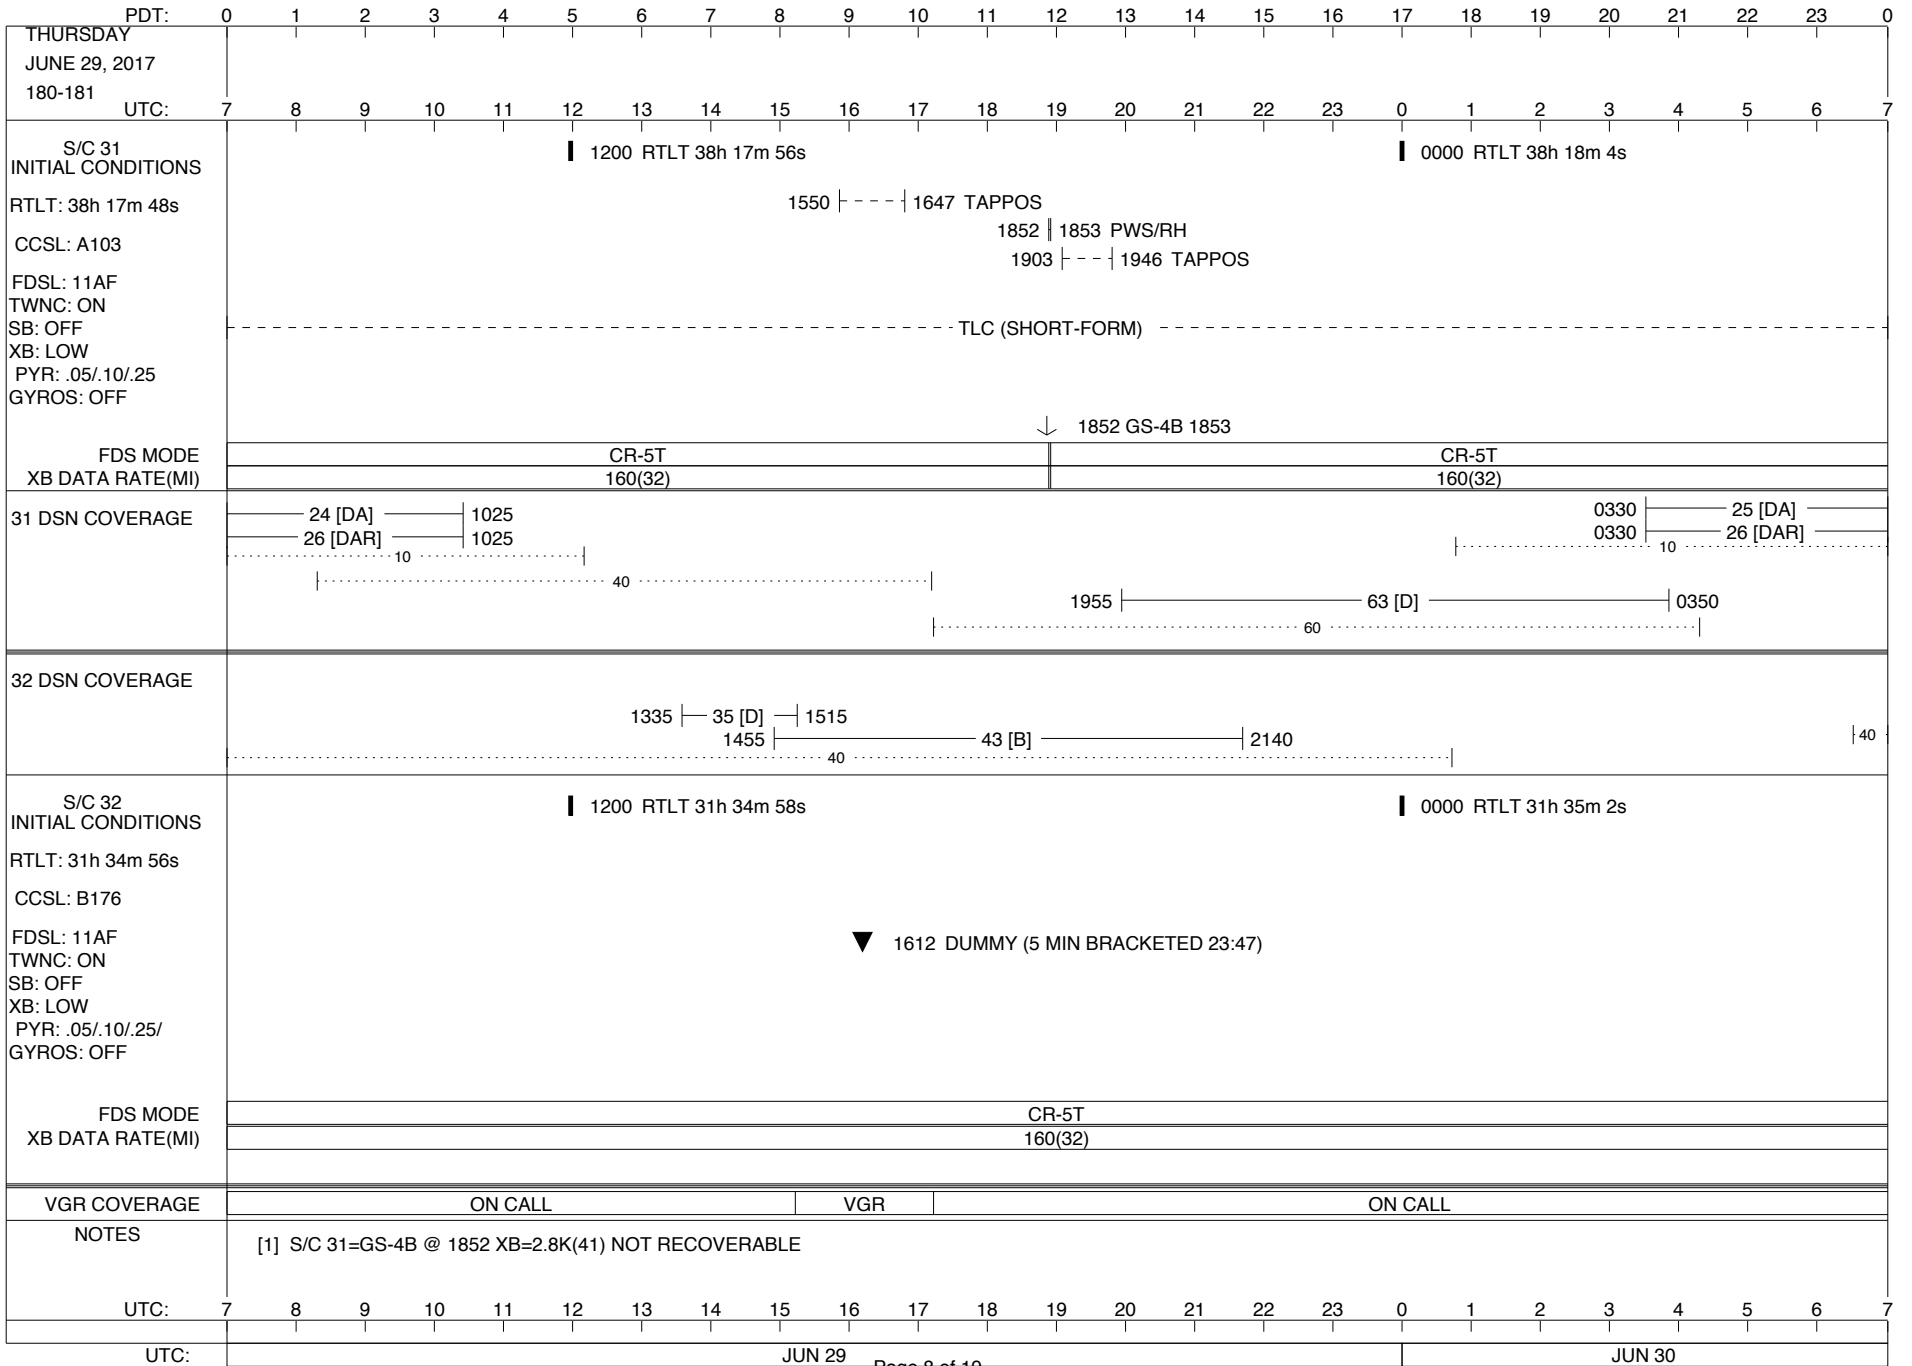 PDT: 0 1 2 3 4 5 6 7 8 9 10 11 12 13 14 15 16 17 18 19 20 21 22 23 0
THURSDAY
JUNE 29, 2017
180-181
UTC: 7 8 9 10 11 12 13 14 15 16 17 18 19 20 21 22 23 0 1 2 3 4 5 6 7
S/C 31
INITIAL CONDITIONS
1200 RTLT 38h 17m 56s
0000 RTLT 38h 18m 4s
RTLT: 38h 17m 48s
1550 1647 TAPPOS
1852 1853 PWS/RH
CCSL: A103
1903 1946 TAPPOS
FDSL: 11AF
TWNC: ON
SB: OFF
TLC (SHORT-FORM)
XB: LOW
PYR: .05/.10/.25
GYROS: OFF
1852 GS-4B 1853
FDS MODE CR-5T CR-5T
XB DATA RATE(MI) 160(32) 160(32)
31 DSN COVERAGE
24 [DA] 1025
0330 25 [DA]
26 [DAR] 1025
0330 26 [DAR]
10
10
40
1955 63 [D] 0350
60
32 DSN COVERAGE
1335 35 [D] 1515
1455 43 [B] 2140
40
40
S/C 32
INITIAL CONDITIONS
1200 RTLT 31h 34m 58s
0000 RTLT 31h 35m 2s
RTLT: 31h 34m 56s
CCSL: B176
FDSL: 11AF
1612 DUMMY (5 MIN BRACKETED 23:47)
TWNC: ON
SB: OFF
XB: LOW
PYR: .05/.10/.25/
GYROS: OFF
FDS MODE CR-5T
XB DATA RATE(MI) 160(32)
VGR COVERAGE ON CALL VGR ON CALL
NOTES
[1] S/C 31=GS-4B @ 1852 XB=2.8K(41) NOT RECOVERABLE
UTC: 7 8 9 10 11 12 13 14 15 16 17 18 19 20 21 22 23 0 1 2 3 4 5 6 7
UTC: JUN 29 JUN 30
Page 8 of 19